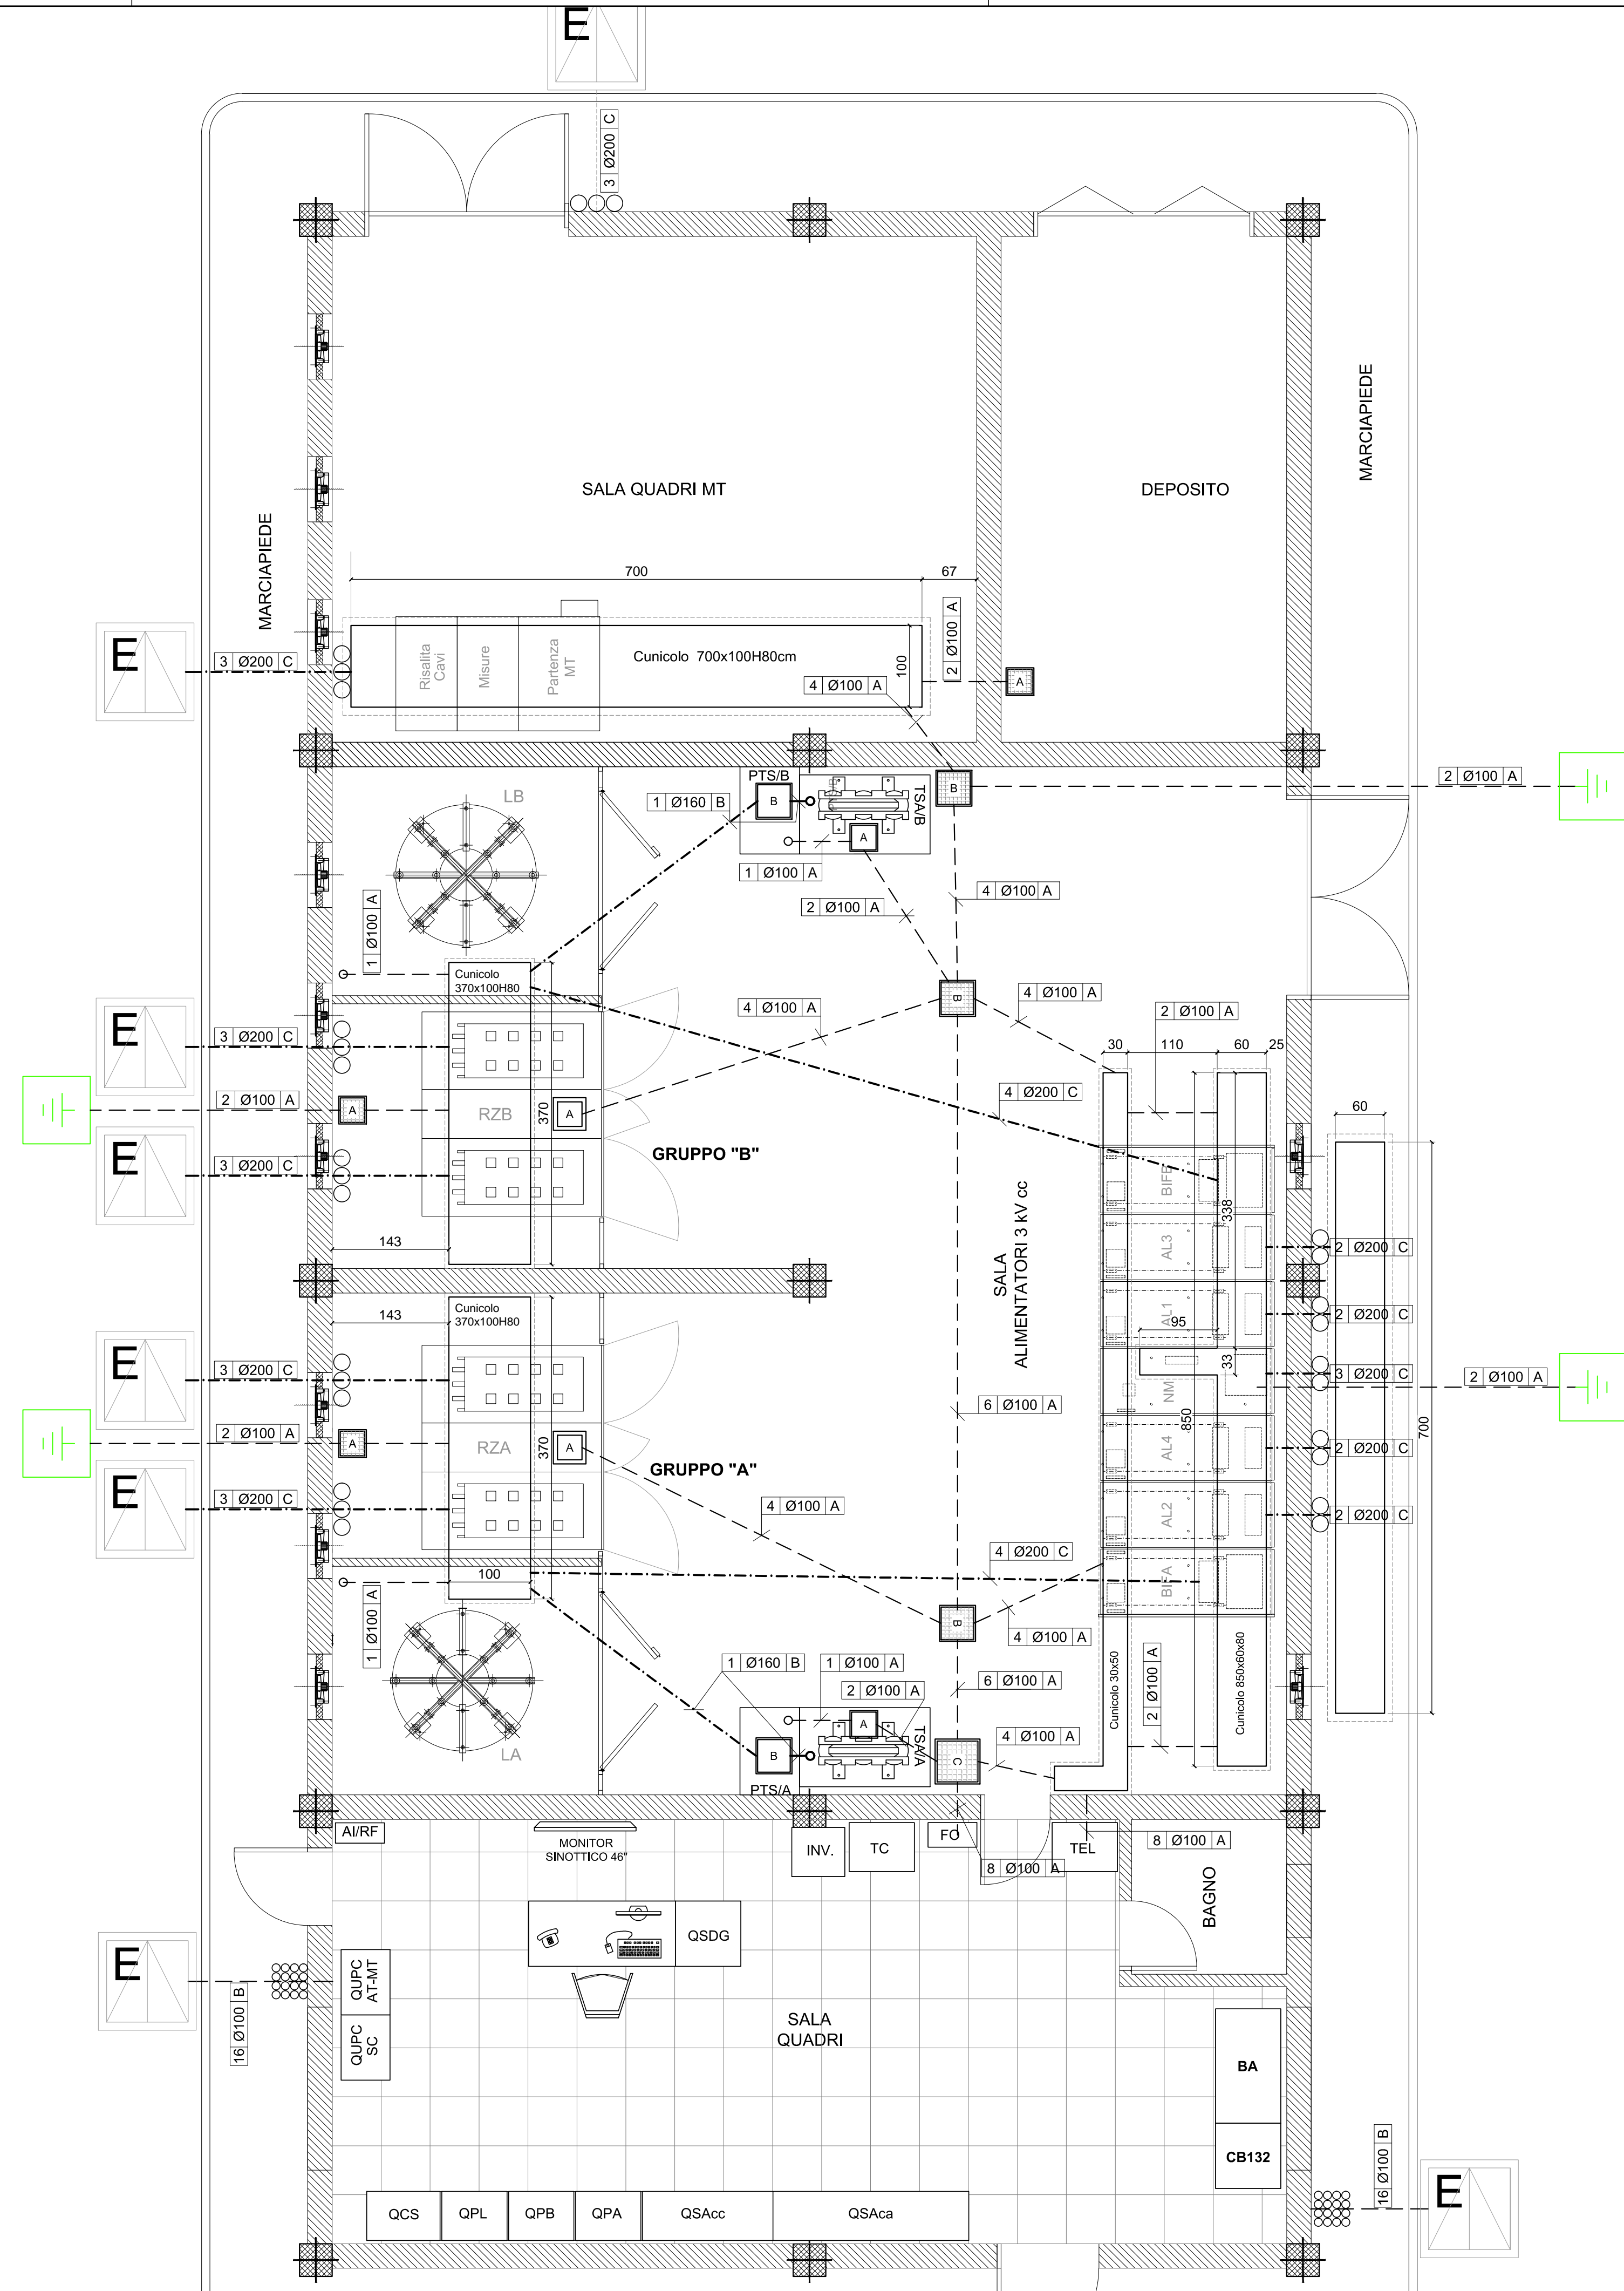 E
3 Ø200 C
MARCIAPIEDE
MARCIAPIEDE
SALA QUADRI MT
DEPOSITO
700
67
E
3 Ø200 C
Risalita
Cavi
Misure
Partenza
MT
Cunicolo 700x100H80cm
100
2 Ø100 A
A
4 Ø100 A
PTS/B
B
TSA/B
A
B
2 Ø100 A
1 Ø160 B
1 Ø100 A
2 Ø100 A
4 Ø100 A
LB
1 Ø100 A
Cunicolo
370x100H80
B
4 Ø100 A
4 Ø100 A
2 Ø100 A
30
110
60
25
E
3 Ø200 C
2 Ø100 A
A
RZB
370
A
4 Ø200 C
60
E
3 Ø200 C
GRUPPO "B"
143
SALA
ALIMENTATORI 3 kV cc
BIFB
338
AL3
2 Ø200 C
AL1
2 Ø200 C
95
33
NM
3 Ø200 C
2 Ø100 A
850
700
AL4
2 Ø200 C
AL2
2 Ø200 C
BIFA
143
Cunicolo
370x100H80
E
3 Ø200 C
2 Ø100 A
A
RZA
370
A
6 Ø100 A
GRUPPO "A"
E
3 Ø200 C
4 Ø100 A
4 Ø200 C
100
1 Ø100 A
B
4 Ø100 A
LA
1 Ø160 B
1 Ø100 A
2 Ø100 A
6 Ø100 A
Cunicolo 30x50
2 Ø100 A
Cunicolo 850x60x80
A
B
TSA/A
PTS/A
C
4 Ø100 A
AI/RF
MONITOR
SINOTTICO 46"
INV.
TC
FO
8 Ø100 A
TEL
8 Ø100 A
BAGNO
QSDG
E
16 Ø100 B
QUPC
AT-MT
QUPC
SC
SALA
QUADRI
BA
CB132
16 Ø100 B
E
QCS
QPL
QPB
QPA
QSAcc
QSAca